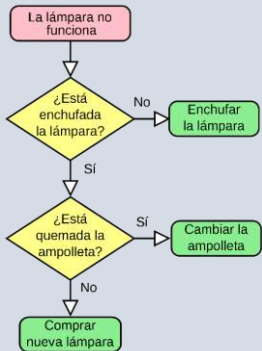 La lámpara no
funciona
¿Está
enchufada
la lámpara?
No
Enchufar
la lámpara
Sí
¿Está
quemada la
ampolleta?
Sí
Cambiar la
ampolleta
No
Comprar
nueva lámpara